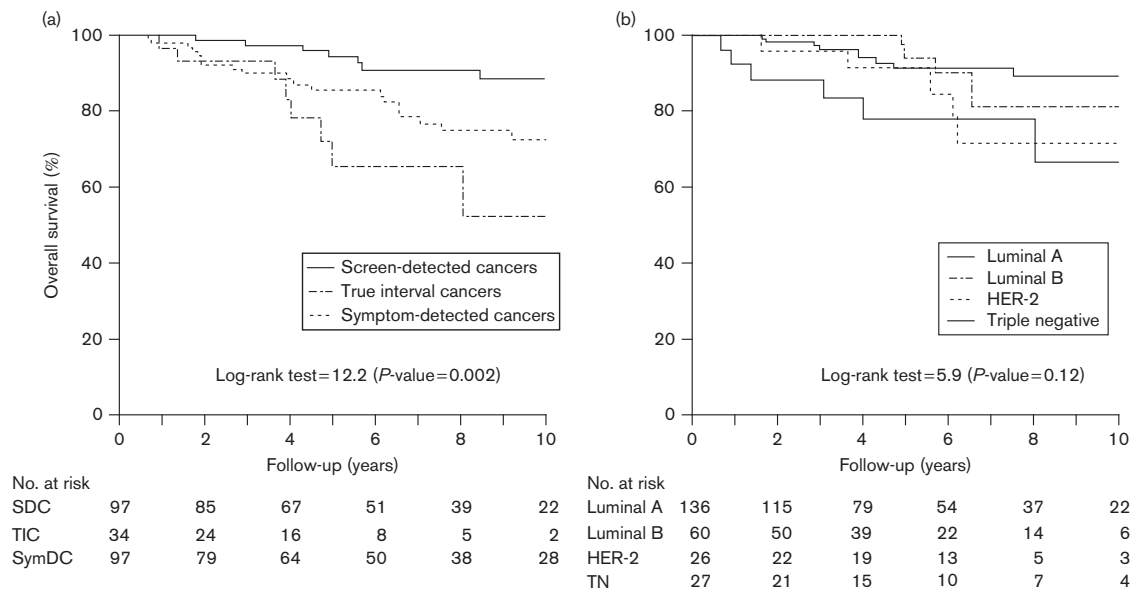 (a)
100
80
60
40
20
0
Overall survival (%)
Screen-detected cancers
True interval cancers
Symptom-detected cancers
Log-rank test=12.2 (P-value=0.002)
0 2 4 6 8 10
Follow-up (years)
No. at risk
SDC 97 85 67 51 39 22
TIC 34 24 16 8 5 2
SymDC 97 79 64 50 38 28
(b)
100
80
60
40
20
0
Luminal A
Luminal B
HER-2
Triple negative
Log-rank test=5.9 (P-value=0.12)
0 2 4 6 8 10
Follow-up (years)
No. at risk
Luminal A 136 115 79 54 37 22
Luminal B 60 50 39 22 14 6
HER-2 26 22 19 13 5 3
TN 27 21 15 10 7 4